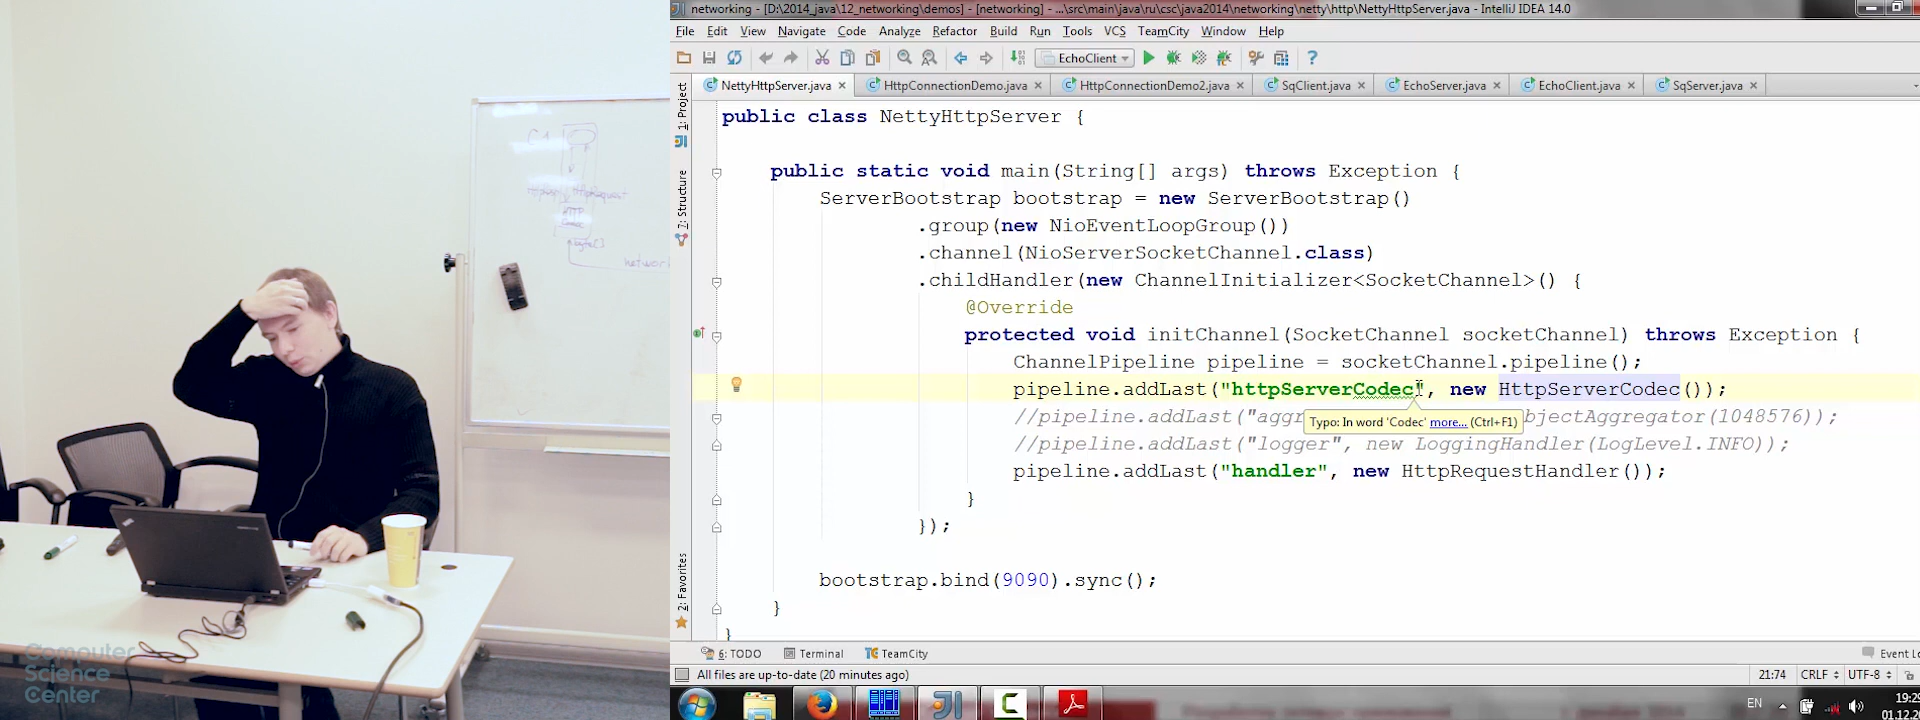 networking - [D:\2014_java\12_networking\demos] - [networking] - ...\src\main\java\ru\csc\java2014\networking\netty\http\NettyHttpServer.java - IntelliJ IDEA 14.0
File Edit View Navigate Code Analyze Refactor Build Run Tools VCS TeamCity Window Help
EchoClient
NettyHttpServer.java HttpConnectionDemo.java HttpConnectionDemo2.java SqClient.java EchoServer.java EchoClient.java SqServer.java
1: Project
7: Structure
2: Favorites
public class NettyHttpServer {
public static void main(String[] args) throws Exception {
ServerBootstrap bootstrap = new ServerBootstrap()
.group(new NioEventLoopGroup())
.channel(NioServerSocketChannel.class)
.childHandler(new ChannelInitializer<SocketChannel>() {
@Override
protected void initChannel(SocketChannel socketChannel) throws Exception {
ChannelPipeline pipeline = socketChannel.pipeline();
pipeline.addLast("httpServerCodec", new HttpServerCodec());
//pipeline.addLast("aggr bjectAggregator(1048576));
Typo: In word 'Codec' more... (Ctrl+F1)
//pipeline.addLast("logger", new LoggingHandler(LogLevel.INFO));
pipeline.addLast("handler", new HttpRequestHandler());
}
});
bootstrap.bind(9090).sync();
}
}
6: TODO Terminal TeamCity Event Lo
All files are up-to-date (20 minutes ago) 21:74 CRLF UTF-8
EN 19:29
01.12.20
Computer
Science
Center